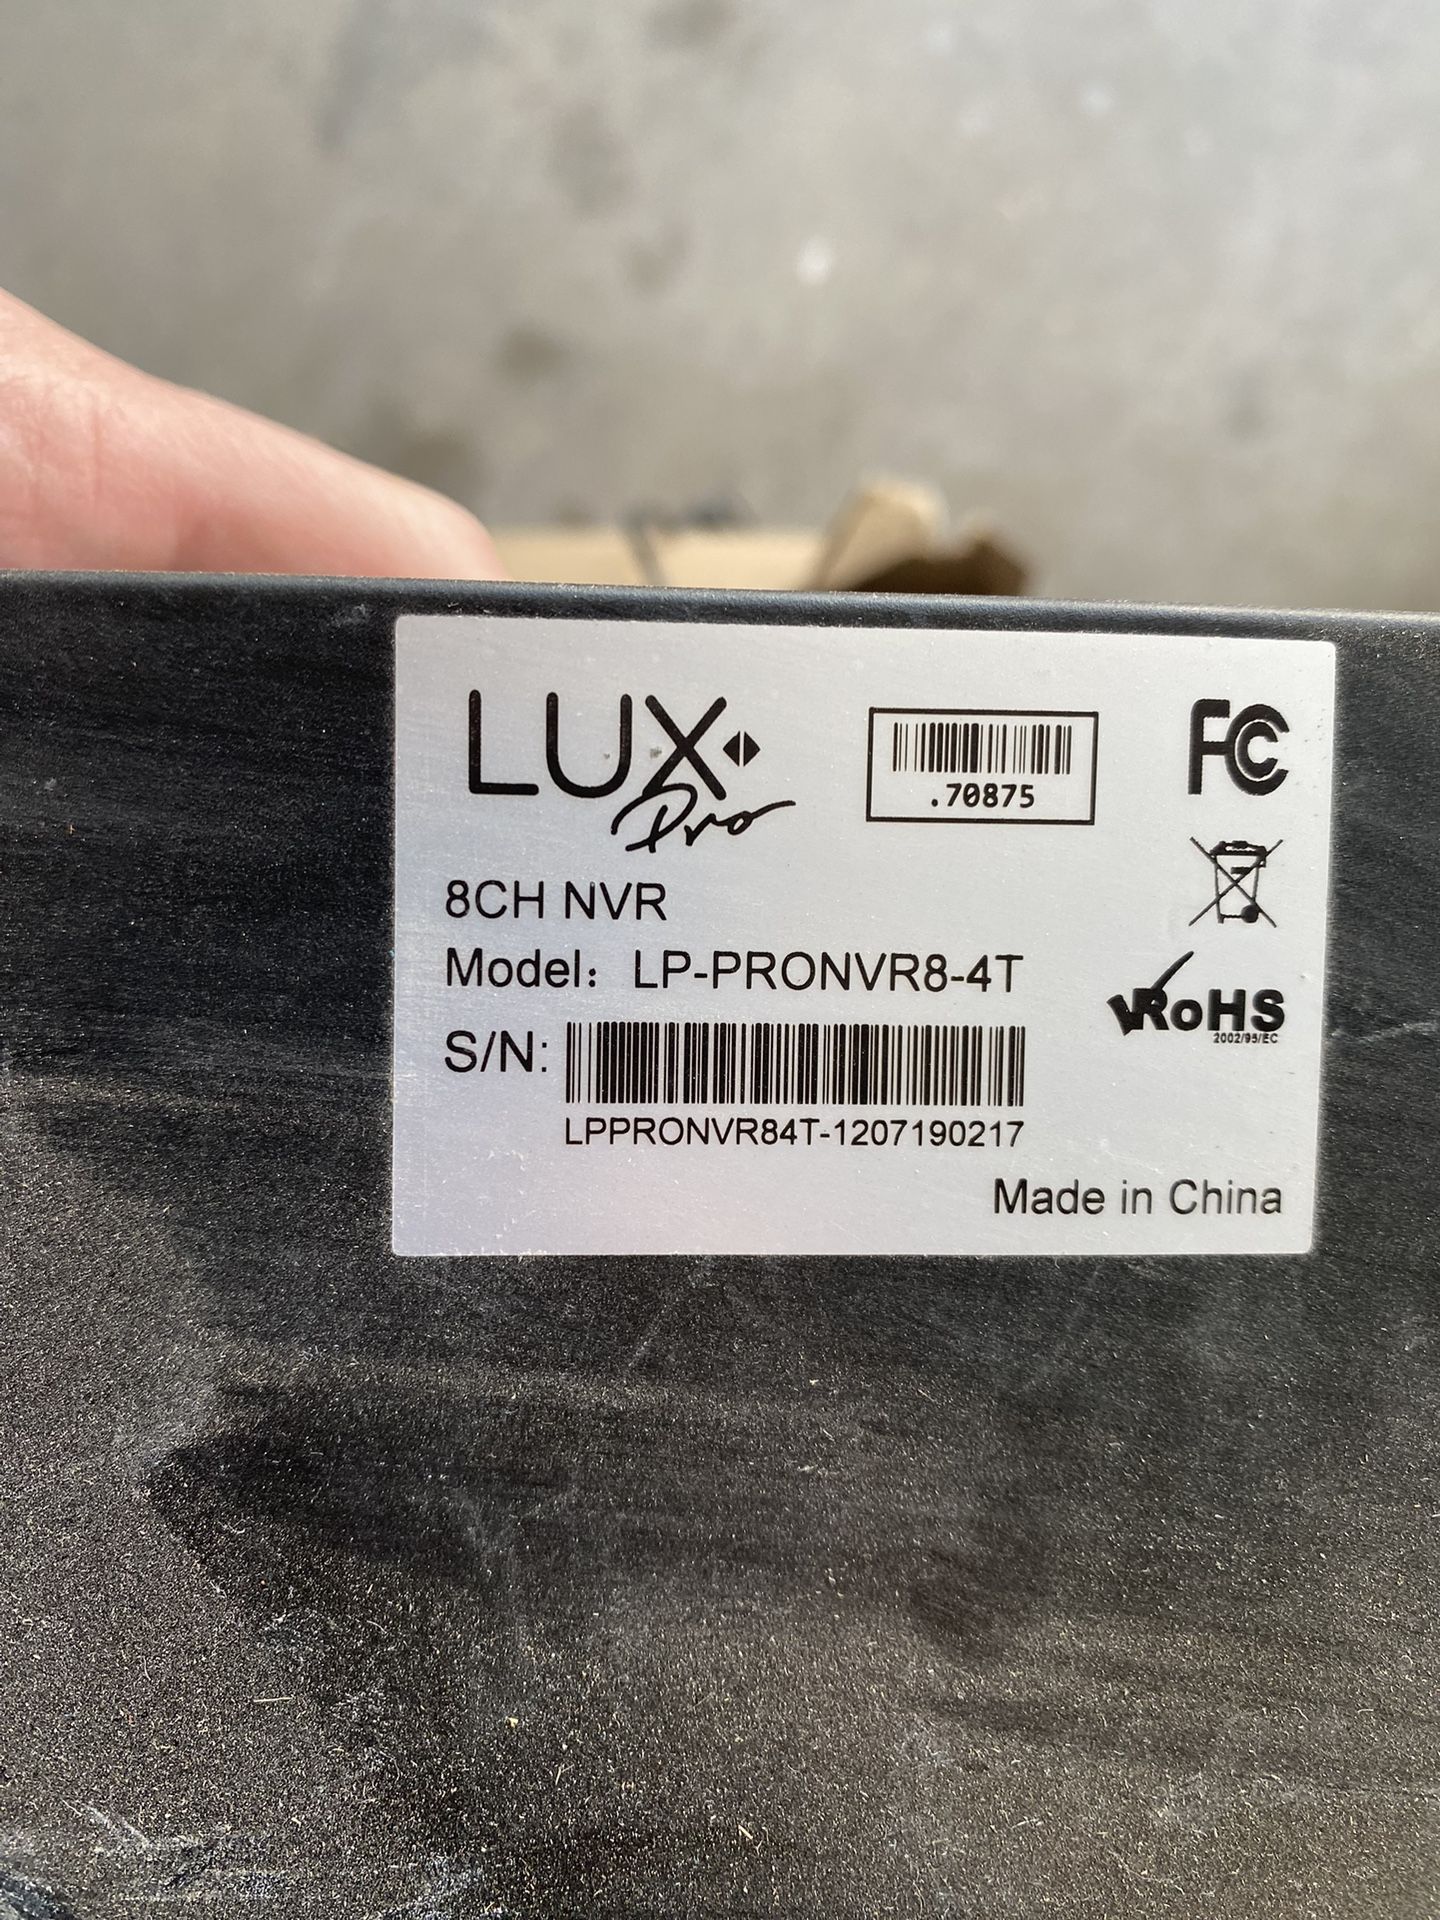 LUX
Pro
.70875
FC
8CH NVR
Model: LP-PRONVR8-4T
RoHS
2002/95/EC
S/N:
LPPRONVR84T-1207190217
Made in China